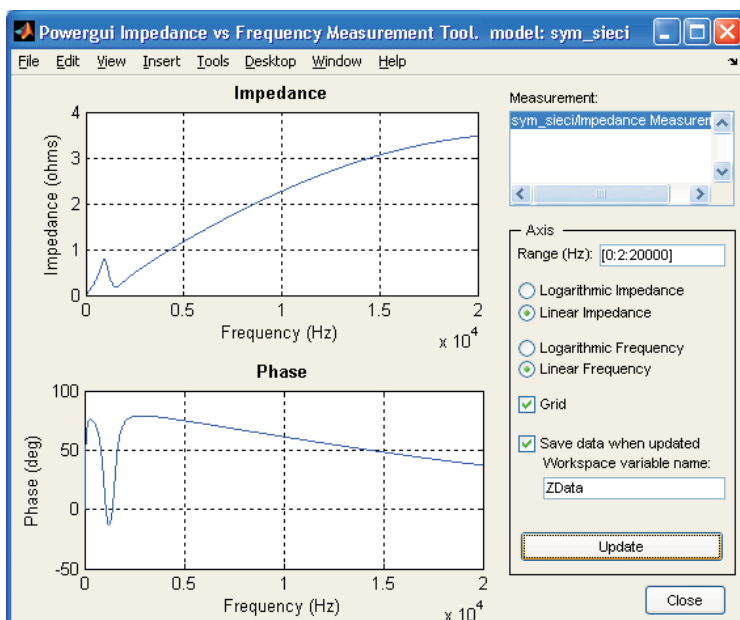 Powergui Impedance vs Frequency Measurement Tool. model: sym_sieci
File Edit View Insert Tools Desktop Window Help
Impedance
Impedance (ohms)
4
3
2
1
0
0 0.5 1 1.5 2
Frequency (Hz)
x 10^4
Phase
Phase (deg)
100
50
0
-50
0 0.5 1 1.5 2
Frequency (Hz)
x 10^4
Measurement:
sym_sieci/Impedance Measuren
Axis
Range (Hz): [0:2:20000]
Logarithmic Impedance
Linear Impedance
Logarithmic Frequency
Linear Frequency
Grid
Save data when updated
Workspace variable name:
ZData
Update
Close